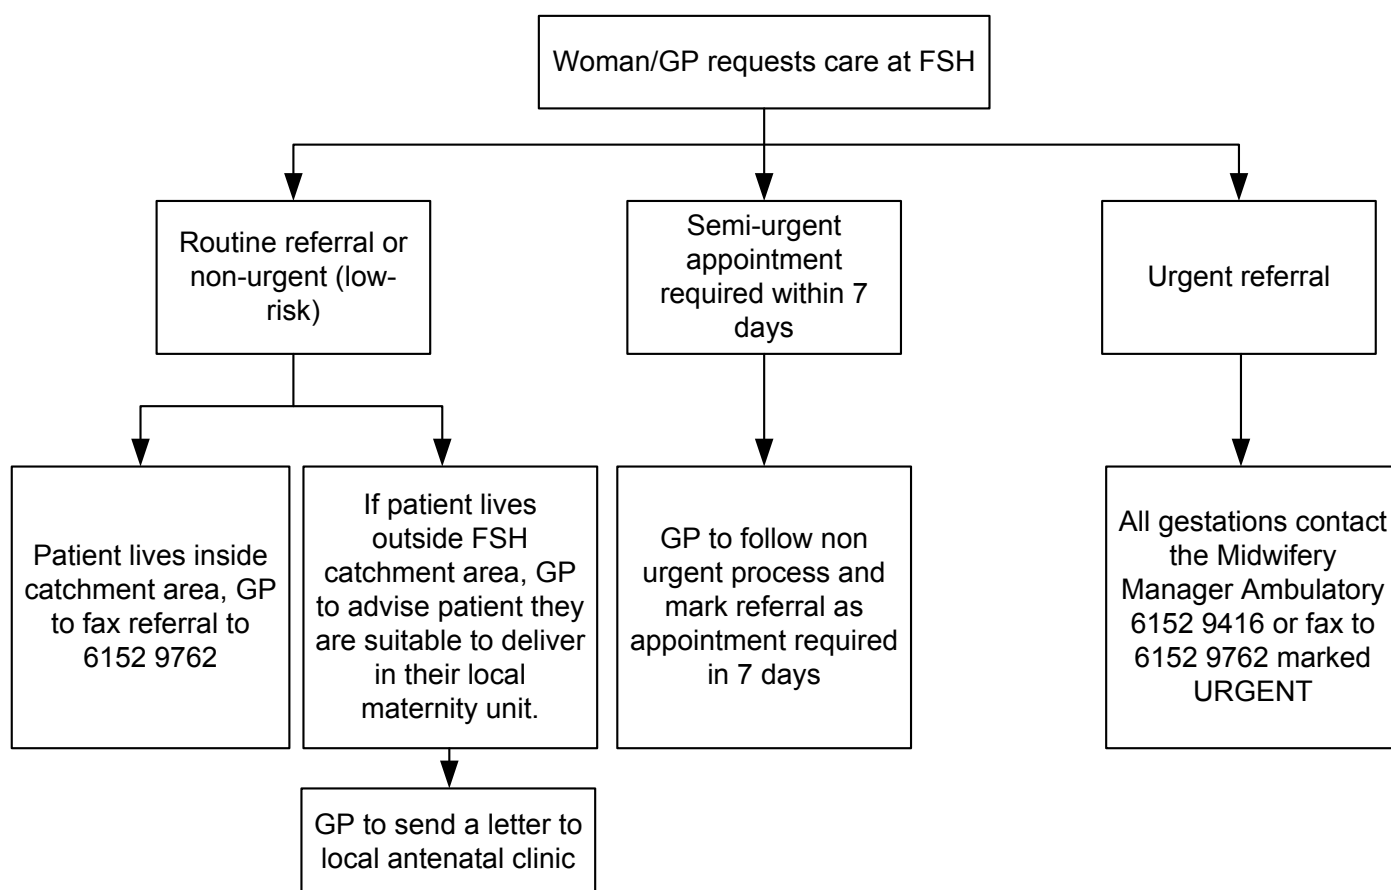 Woman/GP requests care at FSH
Routine referral or
non-urgent (low-
risk)
Semi-urgent
appointment
required within 7
days
Urgent referral
Patient lives inside
catchment area, GP
to fax referral to
6152 9762
If patient lives
outside FSH
catchment area, GP
to advise patient they
are suitable to deliver
in their local
maternity unit.
GP to follow non
urgent process and
mark referral as
appointment required
in 7 days
All gestations contact
the Midwifery
Manager Ambulatory
6152 9416 or fax to
6152 9762 marked
URGENT
GP to send a letter to
local antenatal clinic